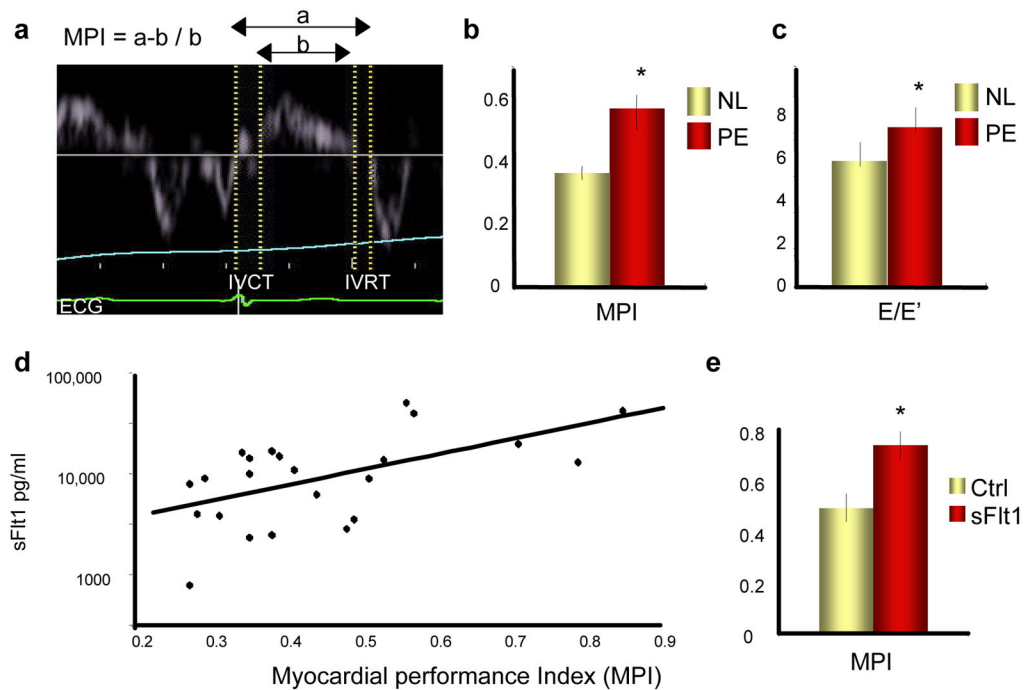 a
MPI = a-b / b
a
b
IVCT
IVRT
ECG
b
0.6
0.4
0.2
0
*
NL
PE
MPI
c
8
6
4
2
0
*
NL
PE
E/E’
d
100,000
10,000
1000
sFlt1 pg/ml
0.2 0.3 0.4 0.5 0.6 0.7 0.8 0.9
Myocardial performance Index (MPI)
e
0.8
0.6
0.4
0.2
0
*
Ctrl
sFlt1
MPI